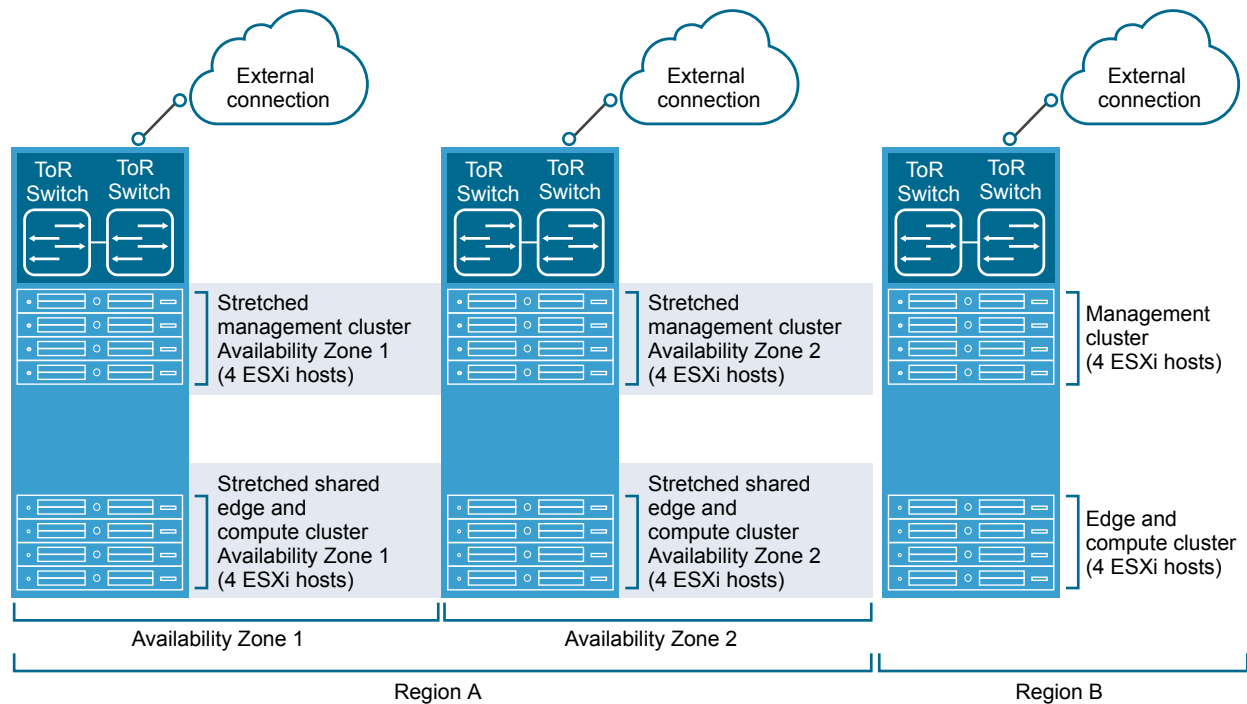 External
connection
External
connection
External
connection
ToR
Switch
ToR
Switch
ToR
Switch
ToR
Switch
ToR
Switch
ToR
Switch
Stretched
management cluster
Availability Zone 1
(4 ESXi hosts)
Stretched
management cluster
Availability Zone 2
(4 ESXi hosts)
Management
cluster
(4 ESXi hosts)
Stretched shared
edge and
compute cluster
Availability Zone 1
(4 ESXi hosts)
Stretched shared
edge and
compute cluster
Availability Zone 2
(4 ESXi hosts)
Edge and
compute cluster
(4 ESXi hosts)
Availability Zone 1
Availability Zone 2
Region A
Region B